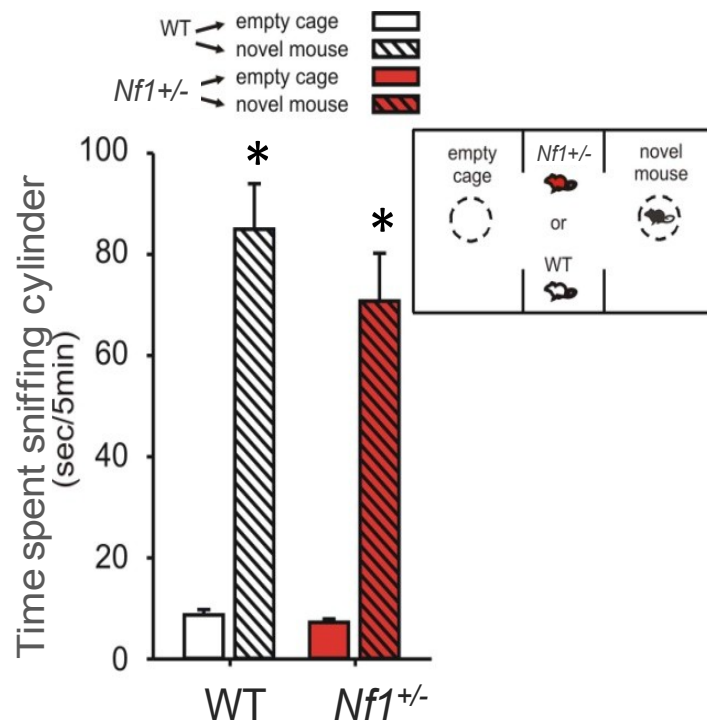 WT
empty cage
novel mouse
Nf1+/-
empty cage
novel mouse
Time spent sniffing cylinder
(sec/5min)
100
80
60
40
20
0
*
*
WT
Nf1+/-
empty
cage
Nf1+/-
or
WT
novel
mouse